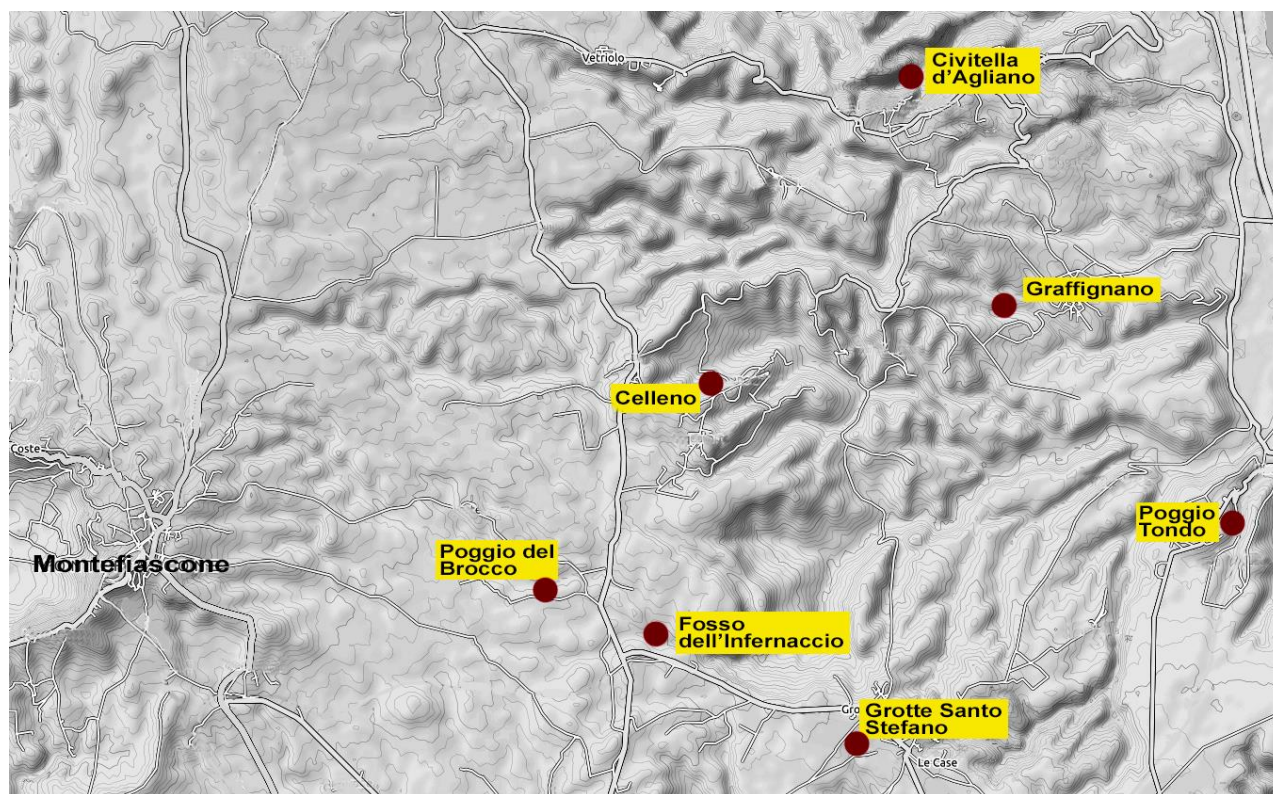 Vetriolo
Civitella
d'Agliano
Graffignano
Celleno
Coste
Poggio
Tondo
Montefiascone
Poggio del
Brocco
Fosso
dell'Infernaccio
Grotte Santo
Stefano
Le Case